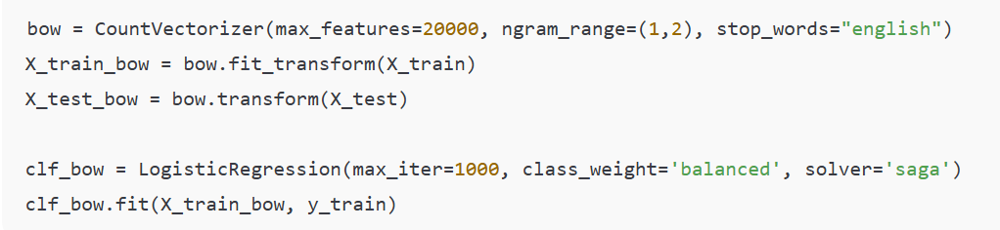 bow = CountVectorizer(max_features=20000, ngram_range=(1,2), stop_words="english")
X_train_bow = bow.fit_transform(X_train)
X_test_bow = bow.transform(X_test)
clf_bow = LogisticRegression(max_iter=1000, class_weight='balanced', solver='saga')
clf_bow.fit(X_train_bow, y_train)